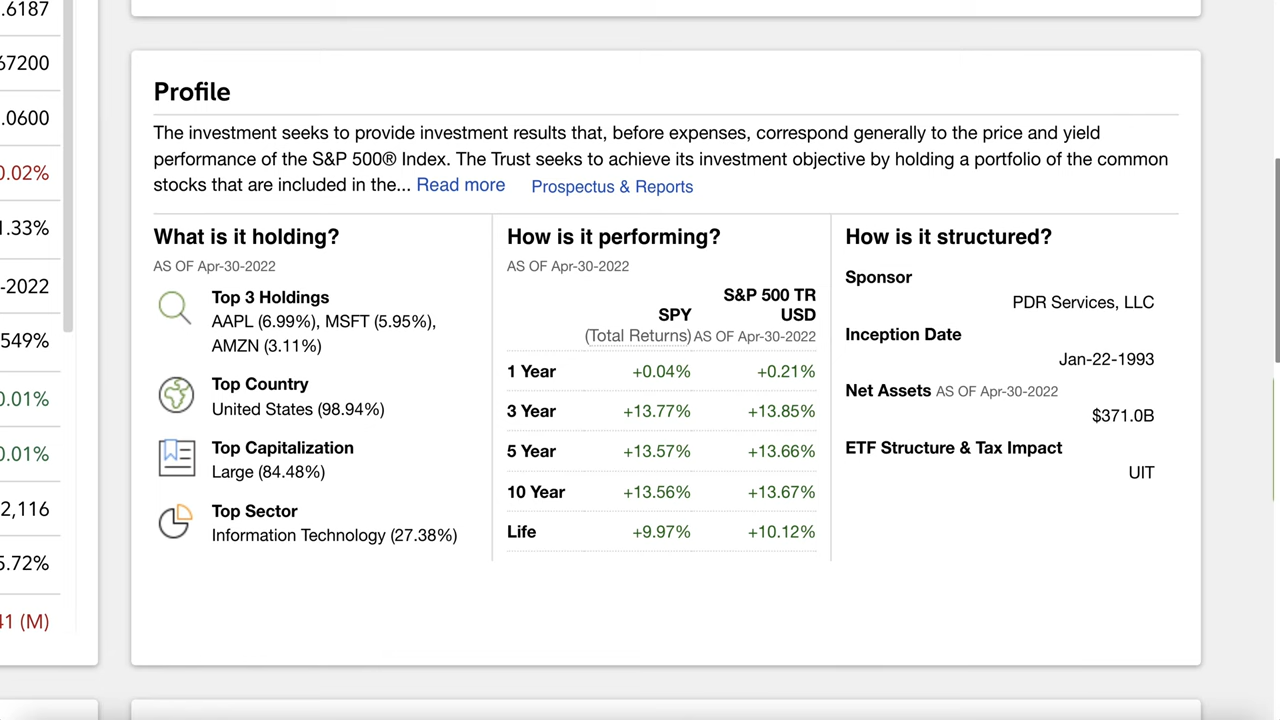 .6187
67200
.0600
0.02%
1.33%
-2022
549%
0.01%
0.01%
2,116
5.72%
41 (M)
Profile
The investment seeks to provide investment results that, before expenses, correspond generally to the price and yield
performance of the S&P 500® Index. The Trust seeks to achieve its investment objective by holding a portfolio of the common
stocks that are included in the... Read more Prospectus & Reports
What is it holding?
AS OF Apr-30-2022
Top 3 Holdings
AAPL (6.99%), MSFT (5.95%),
AMZN (3.11%)
Top Country
United States (98.94%)
Top Capitalization
Large (84.48%)
Top Sector
Information Technology (27.38%)
How is it performing?
AS OF Apr-30-2022
S&P 500 TR
SPY USD
(Total Returns) AS OF Apr-30-2022
1 Year +0.04% +0.21%
3 Year +13.77% +13.85%
5 Year +13.57% +13.66%
10 Year +13.56% +13.67%
Life +9.97% +10.12%
How is it structured?
Sponsor
PDR Services, LLC
Inception Date
Jan-22-1993
Net Assets AS OF Apr-30-2022
$371.0B
ETF Structure & Tax Impact
UIT